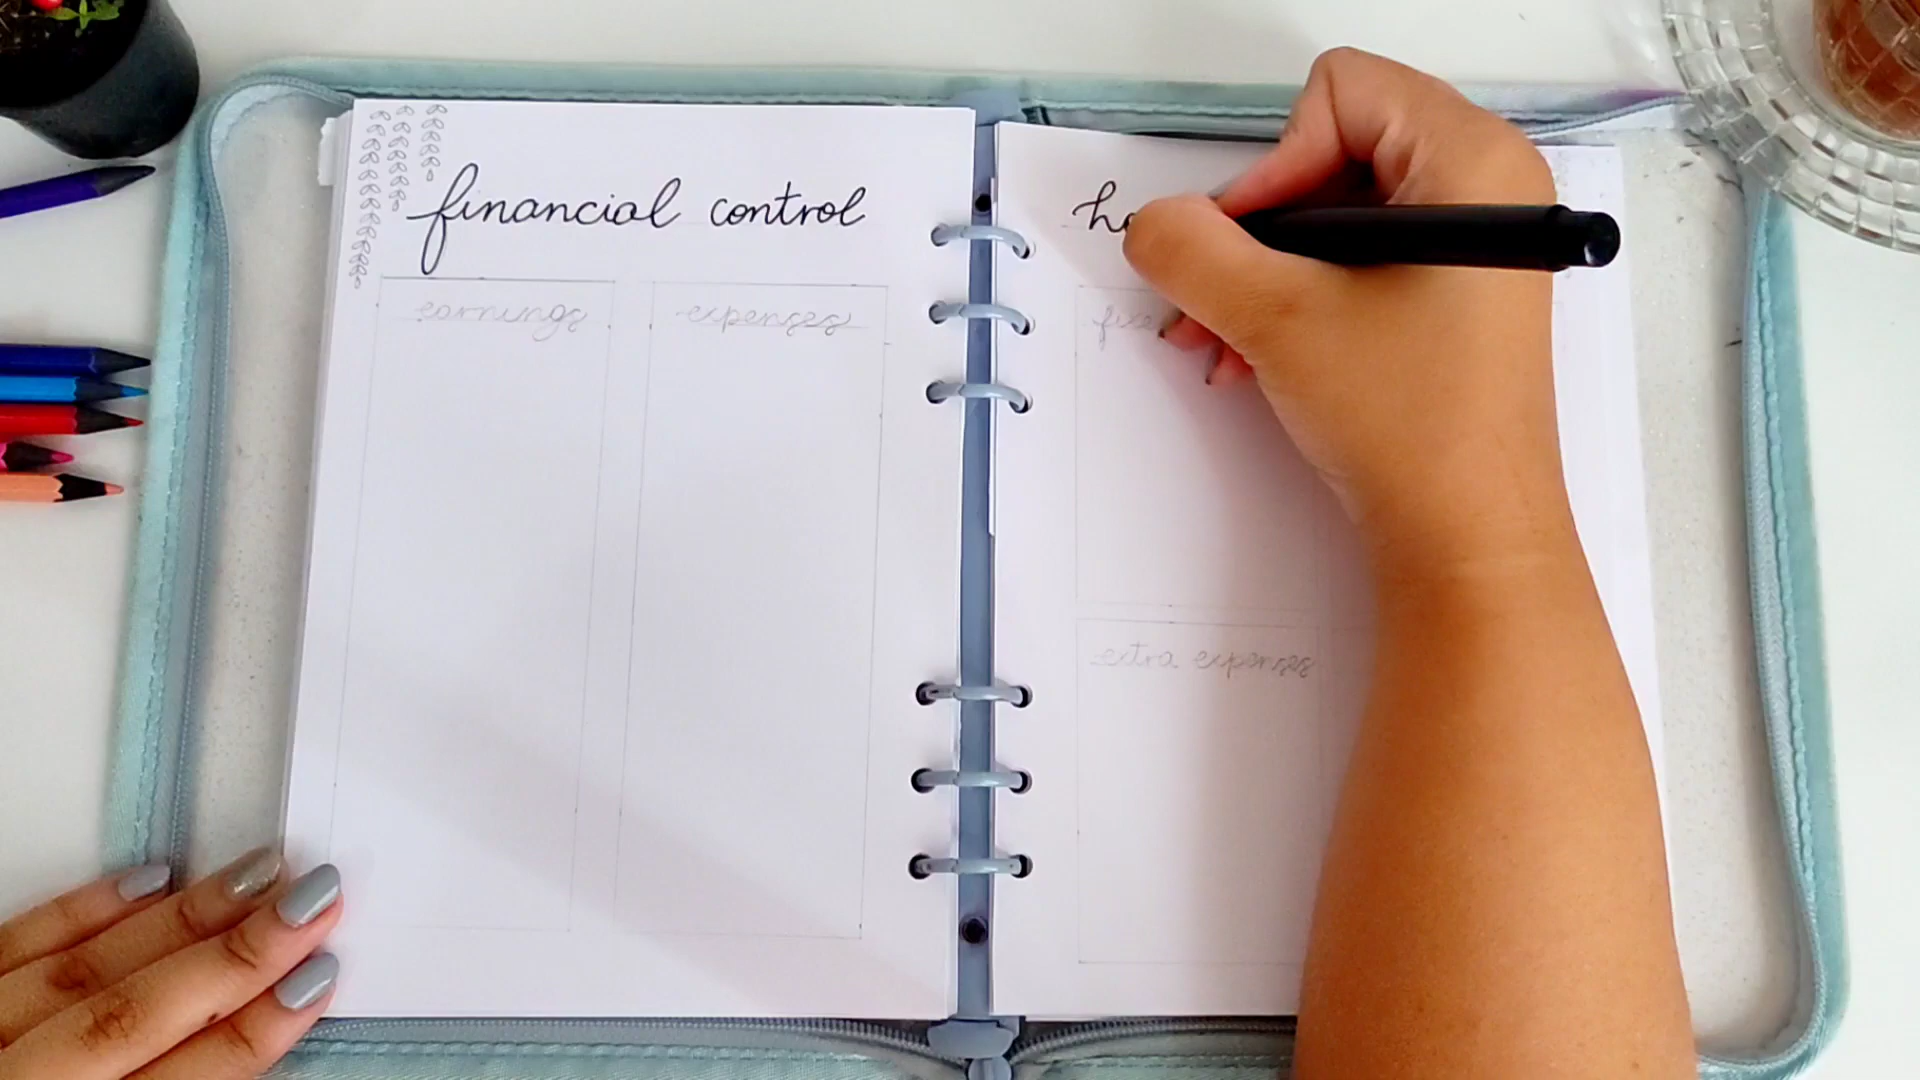 financial control
earnings expenses
extra expenses